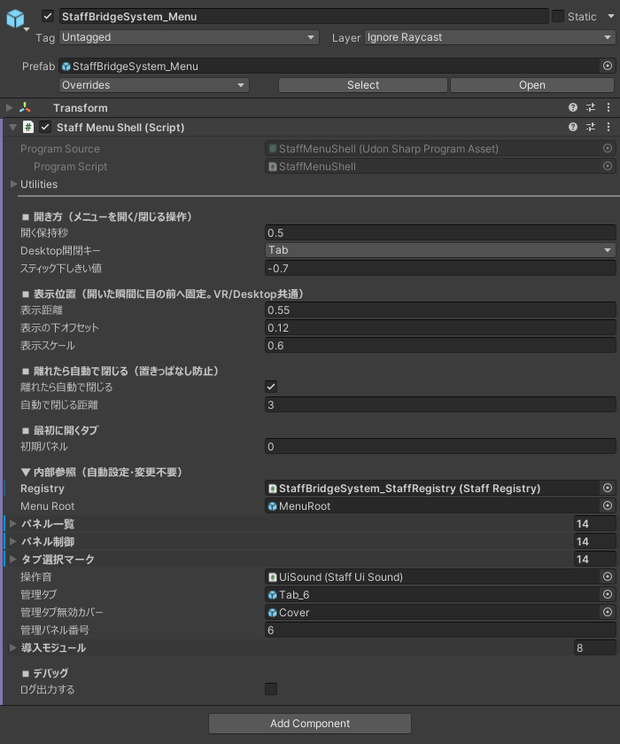 StaffBridgeSystem_Menu Static
Tag Untagged Layer Ignore Raycast
Prefab StaffBridgeSystem_Menu
Overrides Select Open
Transform
Staff Menu Shell (Script)
Program Source StaffMenuShell (Udon Sharp Program Asset)
Program Script StaffMenuShell
Utilities
■ 開き方（メニューを開く/閉じる操作）
開く保持秒 0.5
Desktop開閉キー Tab
スティック下しきい値 -0.7
■ 表示位置（開いた瞬間に目の前へ固定。VR/Desktop共通）
表示距離 0.55
表示の下オフセット 0.12
表示スケール 0.6
■ 離れたら自動で閉じる（置きっぱなし防止）
離れたら自動で閉じる
自動で閉じる距離 3
■ 最初に開くタブ
初期パネル 0
▼ 内部参照（自動設定・変更不要）
Registry StaffBridgeSystem_StaffRegistry (Staff Registry)
Menu Root MenuRoot
パネル一覧 14
パネル制御 14
タブ選択マーク 14
操作音 UiSound (Staff Ui Sound)
管理タブ Tab_6
管理タブ無効カバー Cover
管理パネル番号 6
導入モジュール 8
■ デバッグ
ログ出力する
Add Component